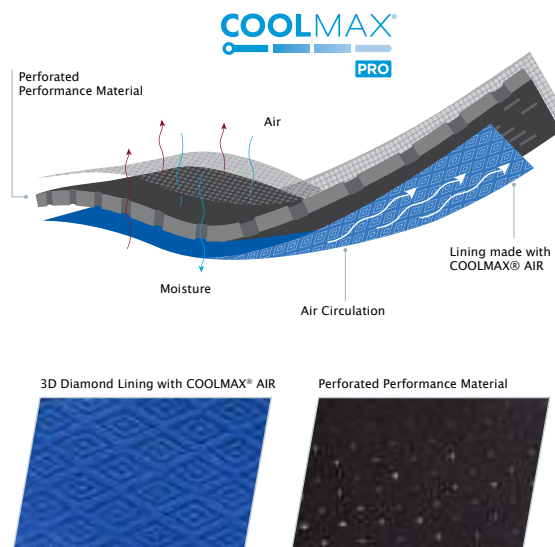 COOLMAX®
PRO
Perforated
Performance Material
Air
Lining made with
COOLMAX® AIR
Moisture
Air Circulation
3D Diamond Lining with COOLMAX® AIR
Perforated Performance Material